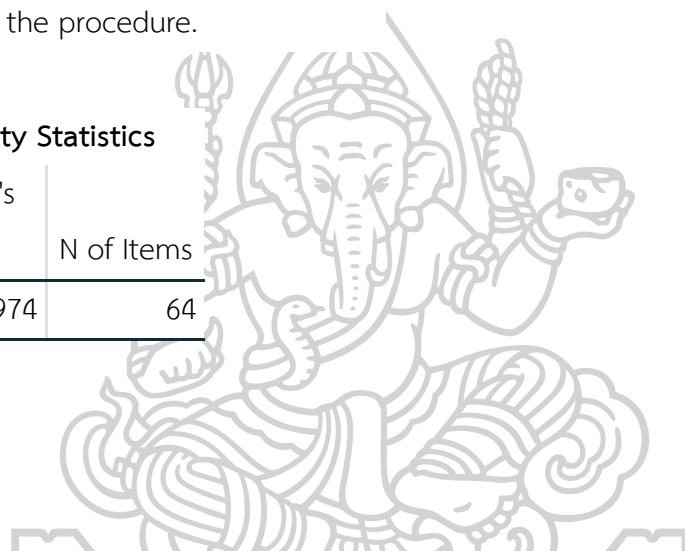 the procedure.
ty Statistics
's
N of Items
974 64